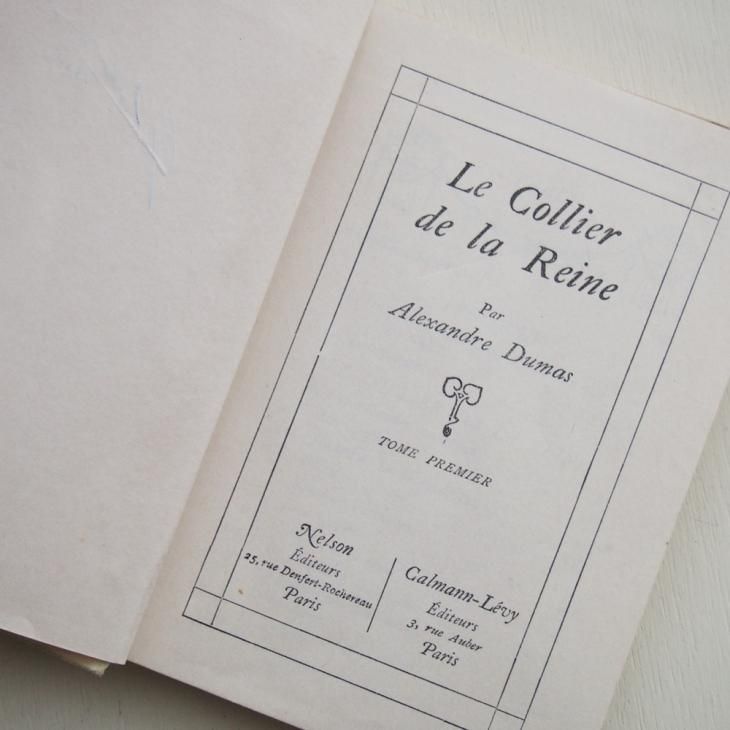 Le Collier
de la Reine
Par
Alexandre Dumas
TOME PREMIER
Nelson
Éditeurs
25, rue Denfert-Rochereau
Paris
Calmann-Lévy
Éditeurs
3, rue Auber
Paris